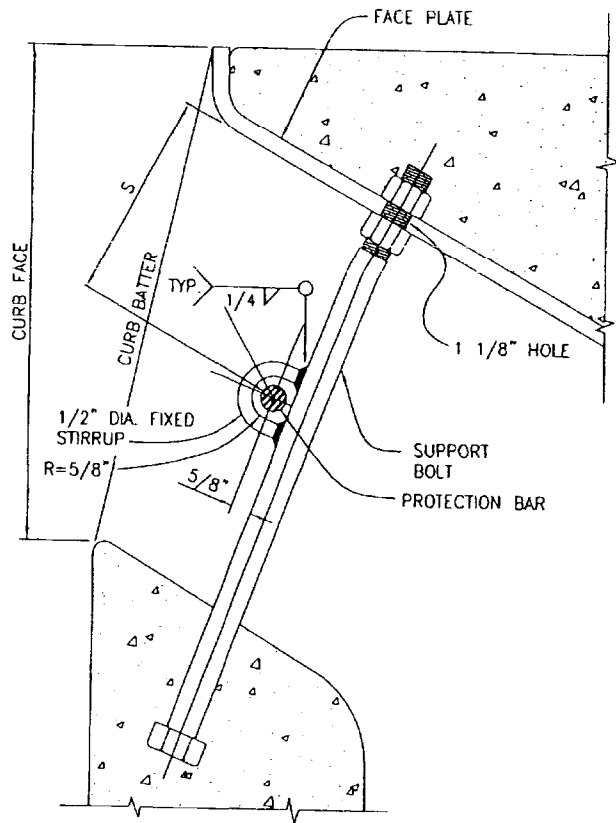 FACE PLATE
S
CURB FACE
CURB BATTER
TYP.
1/4
1 1/8" HOLE
1/2" DIA. FIXED
STIRRUP
R=5/8"
5/8"
SUPPORT
BOLT
PROTECTION BAR